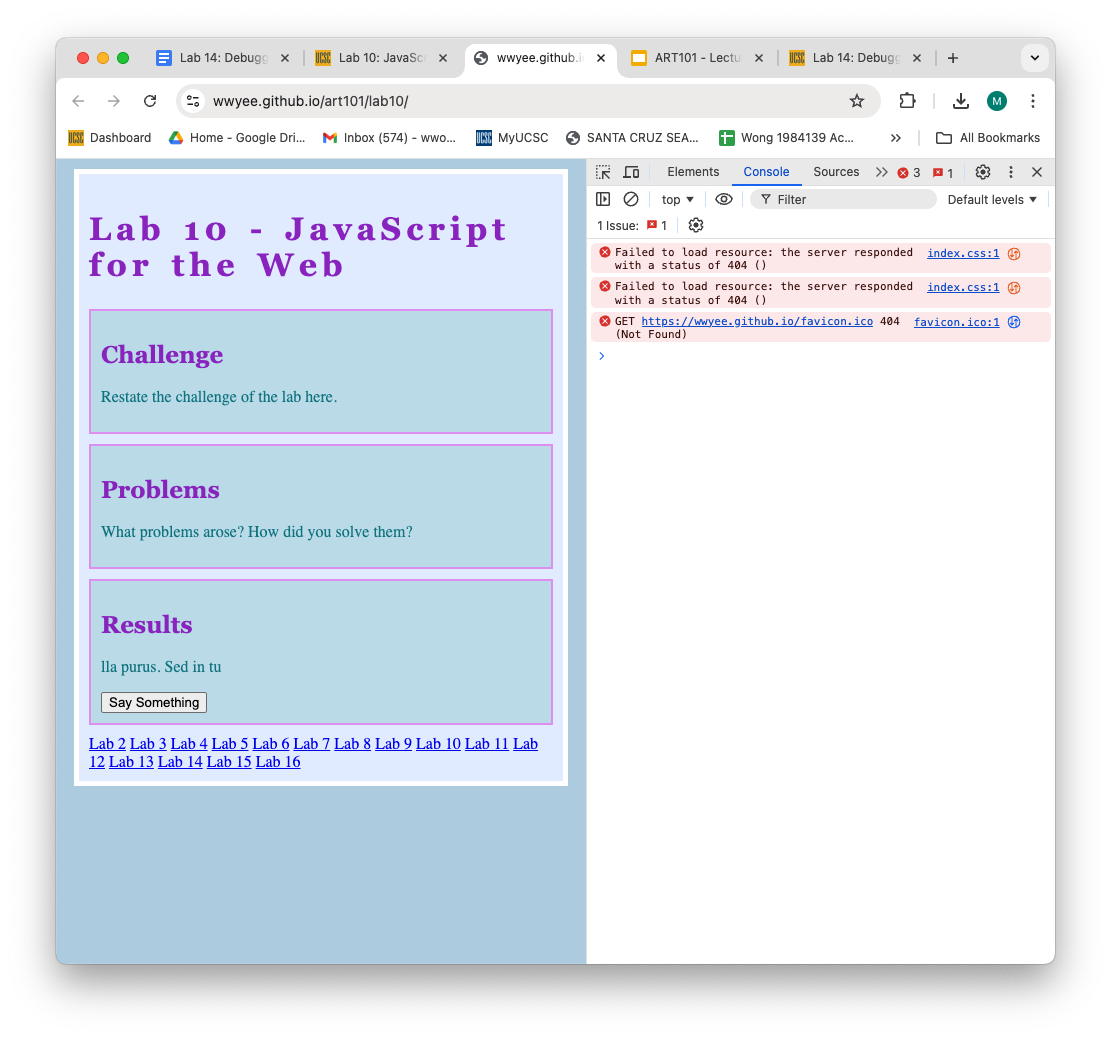 Lab 14: Debugg
Lab 10: JavaScr
wwyee.github.i
ART101 - Lectu
Lab 14: Debugg
wwyee.github.io/art101/lab10/
M
Dashboard
Home - Google Dri...
Inbox (574) - wwo...
MyUCSC
SANTA CRUZ SEA...
Wong 1984139 Ac...
All Bookmarks
Lab 10 - JavaScript
for the Web
Challenge
Restate the challenge of the lab here.
Problems
What problems arose? How did you solve them?
Results
lla purus. Sed in tu
Say Something
Lab 2 Lab 3 Lab 4 Lab 5 Lab 6 Lab 7 Lab 8 Lab 9 Lab 10 Lab 11 Lab
12 Lab 13 Lab 14 Lab 15 Lab 16
Elements Console Sources 3 1
top Filter Default levels
1 Issue: 1
Failed to load resource: the server responded index.css:1
with a status of 404 ()
Failed to load resource: the server responded index.css:1
with a status of 404 ()
GET https://wwyee.github.io/favicon.ico 404 favicon.ico:1
(Not Found)